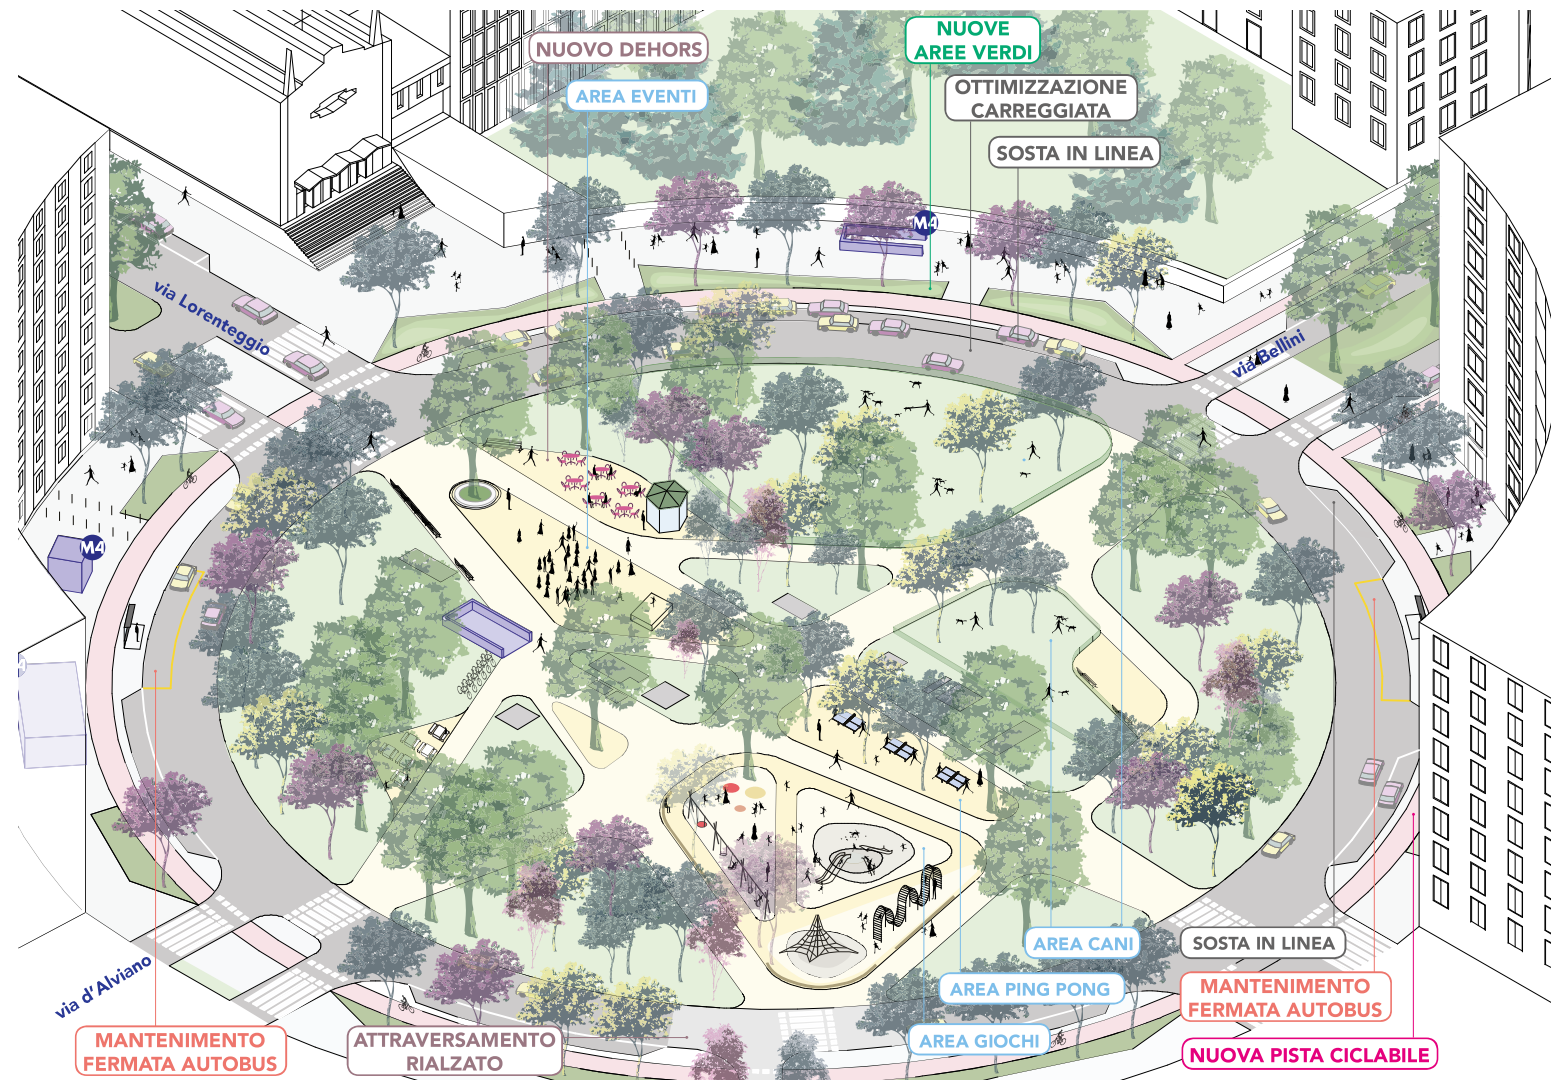 NUOVO DEHORS
NUOVE
AREE VERDI
AREA EVENTI
OTTIMIZZAZIONE
CARREGGIATA
SOSTA IN LINEA
M4
via Lorenteggio
via Bellini
M4
via d'Alviano
AREA CANI
SOSTA IN LINEA
AREA PING PONG
MANTENIMENTO
FERMATA AUTOBUS
MANTENIMENTO
FERMATA AUTOBUS
ATTRAVERSAMENTO
RIALZATO
AREA GIOCHI
NUOVA PISTA CICLABILE